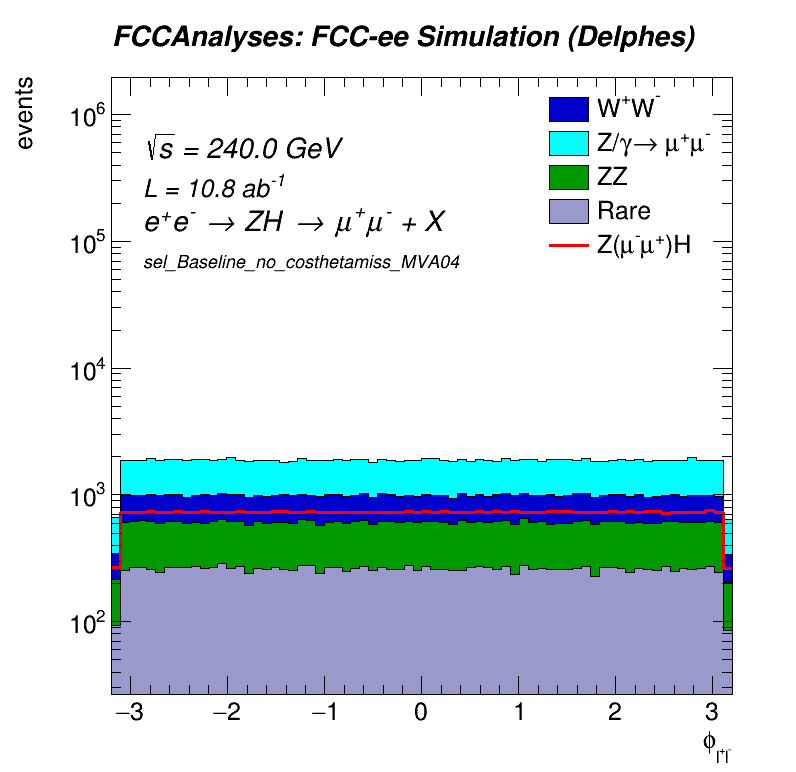 FCCAnalyses: FCC-ee Simulation (Delphes)
events
√s = 240.0 GeV
L = 10.8 ab⁻¹
e⁺e⁻ → ZH → μ⁺μ⁻ + X
sel_Baseline_no_costhetamiss_MVA04
W⁺W⁻
Z/γ→ μ⁺μ⁻
ZZ
Rare
Z(μ⁻μ⁺)H
10⁶
10⁵
10⁴
10³
10²
−3 −2 −1 0 1 2 3
ϕ_l⁺l⁻